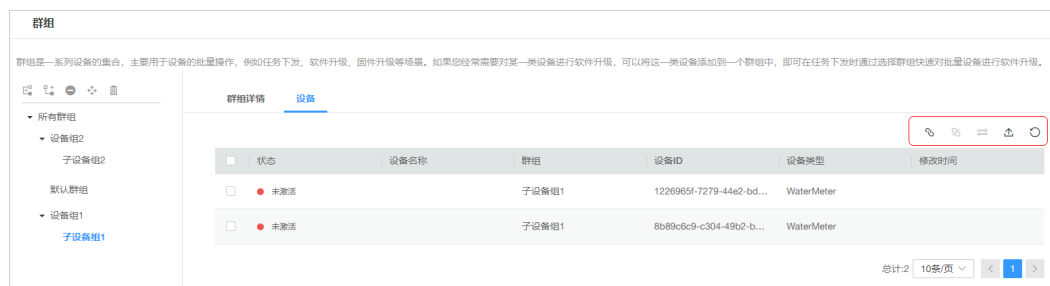 群组
群组是一系列设备的集合，主要用于设备的批量操作，例如任务下发、软件升级、固件升级等场景。如果您经常需要对某一类设备进行软件升级，可以将这一类设备添加到一个群组中，即可在任务下发时通过选择群组快速对批量设备进行软件升级。
群组详情 设备
所有群组
设备组2
子设备组2
默认群组
设备组1
子设备组1
状态 设备名称 群组 设备ID 设备类型 修改时间
未激活 子设备组1 1226965f-7279-44e2-bd... WaterMeter
未激活 子设备组1 8b89c6c9-c304-49b2-b... WaterMeter
总计:2 10条/页 < 1 >